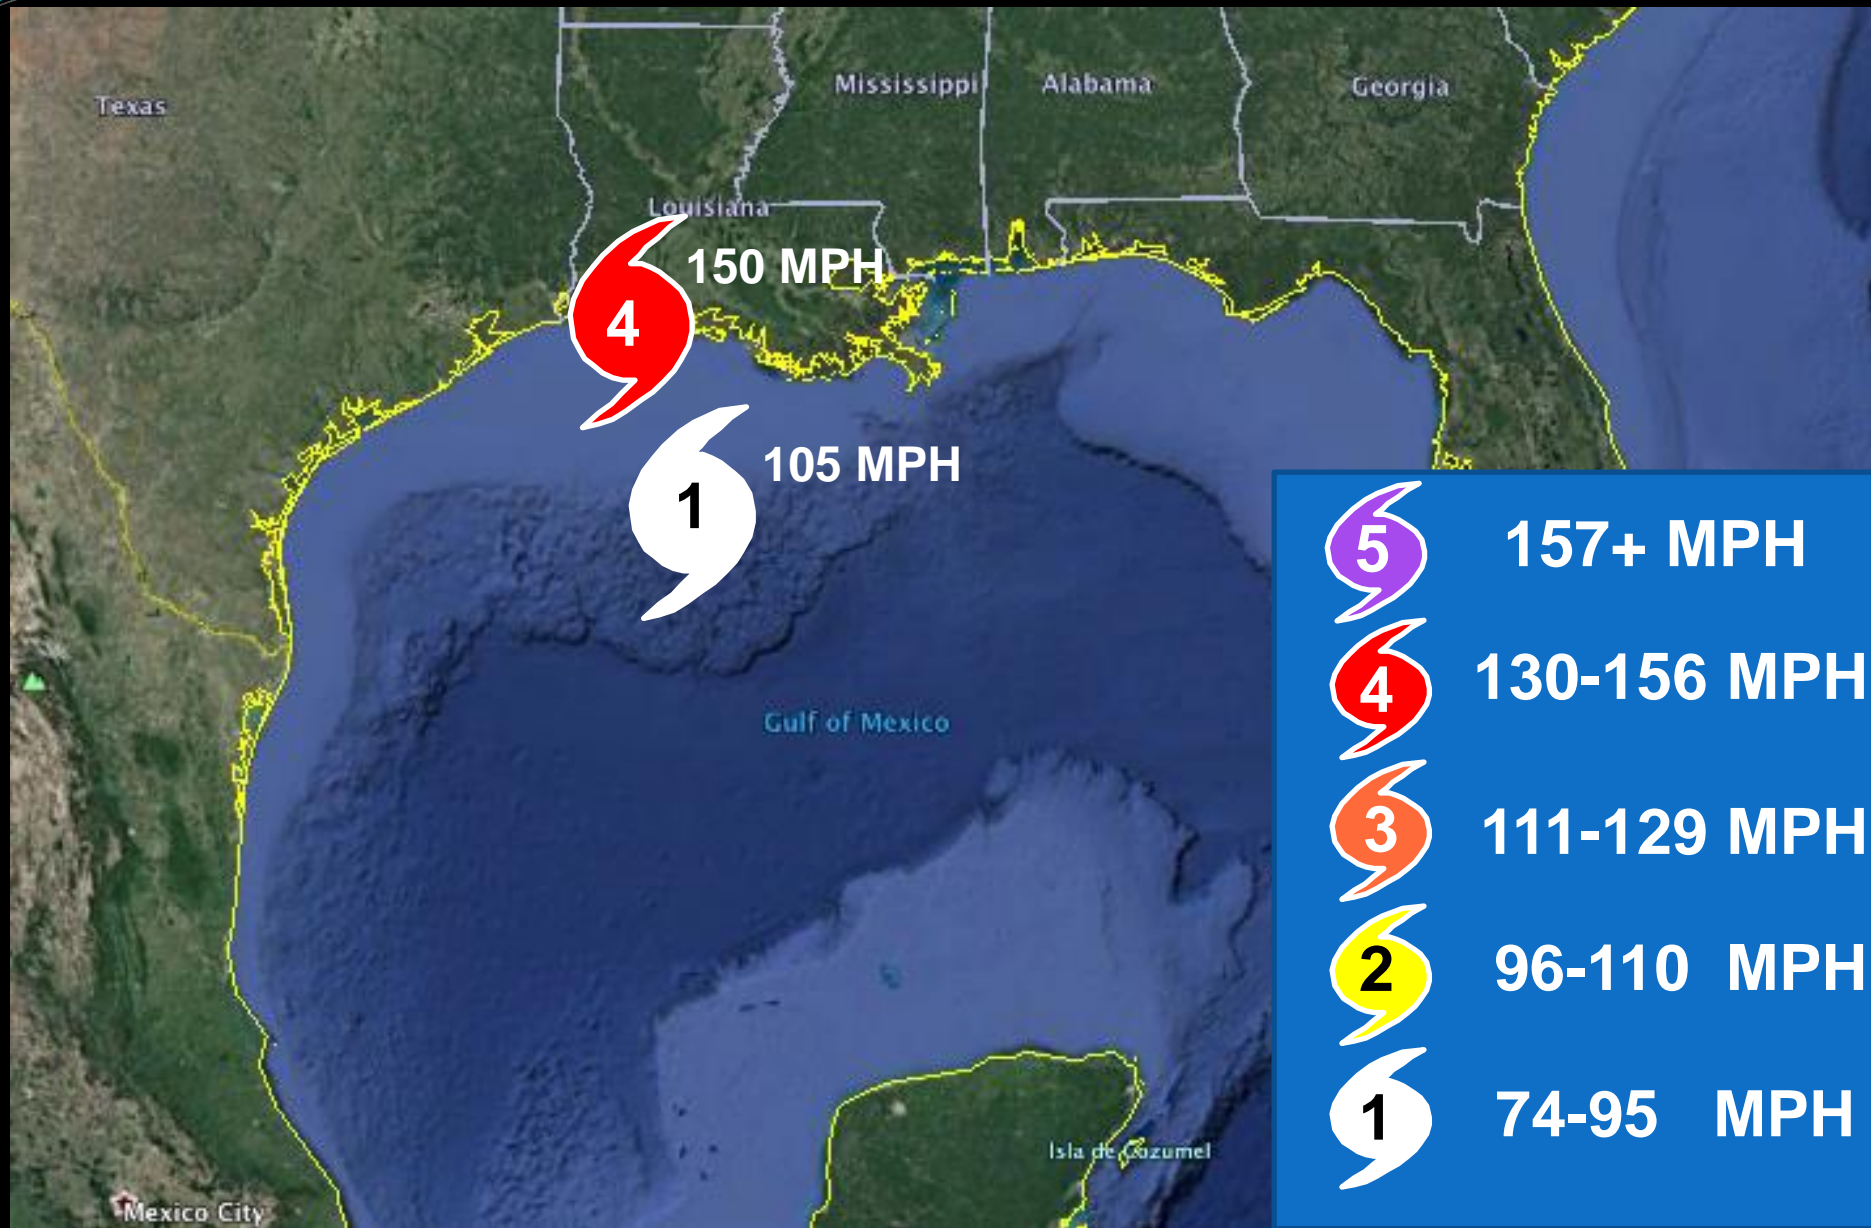 Texas
Mississippi
Alabama
Georgia
Louisiana
150 MPH
4
105 MPH
1
Gulf of Mexico
Isla de Cozumel
Mexico City
5 157+ MPH
4 130-156 MPH
3 111-129 MPH
2 96-110 MPH
1 74-95 MPH